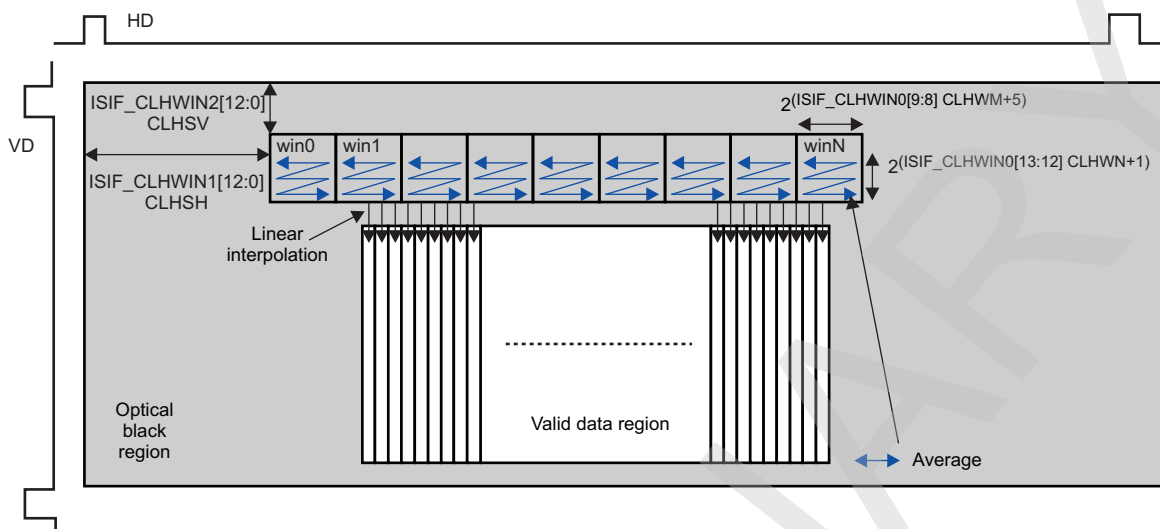 HD
VD
ISIF_CLHWIN2[12:0]
CLHSV
ISIF_CLHWIN1[12:0]
CLHSH
win0
win1
winN
2(ISIF_CLHWIN0[9:8] CLHWM+5)
2(ISIF_CLHWIN0[13:12] CLHWN+1)
Linear
interpolation
Optical
black
region
Valid data region
Average